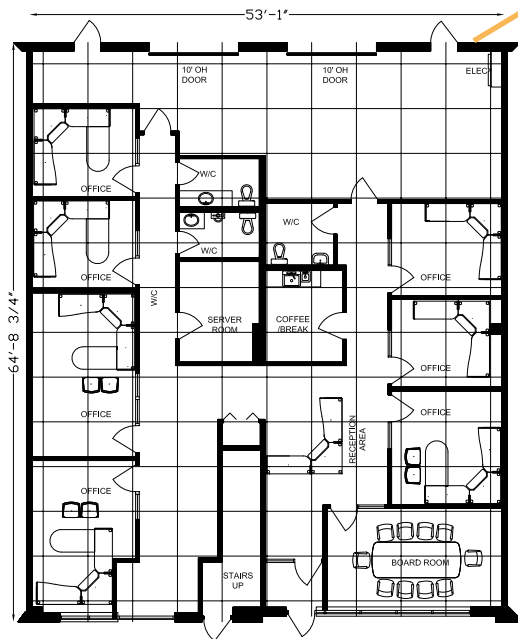 53'-1"
10' OH
DOOR
10' OH
DOOR
ELEC
W/C
OFFICE
W/C
OFFICE
W/C
OFFICE
64'-8 3/4"
W/C
SERVER
ROOM
COFFEE
/BREAK
OFFICE
OFFICE
RECEPTION
AREA
OFFICE
OFFICE
BOARD ROOM
STAIRS
UP